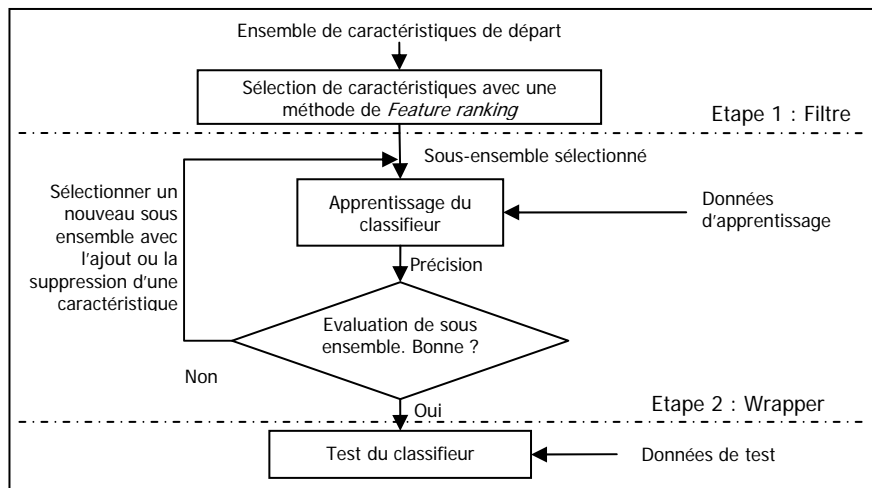 Ensemble de caractéristiques de départ
Sélection de caractéristiques avec une
méthode de Feature ranking
Etape 1 : Filtre
Sous-ensemble sélectionné
Sélectionner un
nouveau sous
ensemble avec
l'ajout ou la
suppression d'une
caractéristique
Apprentissage du
classifieur
Données
d'apprentissage
Précision
Evaluation de sous
ensemble. Bonne ?
Non
Oui
Etape 2 : Wrapper
Test du classifieur
Données de test